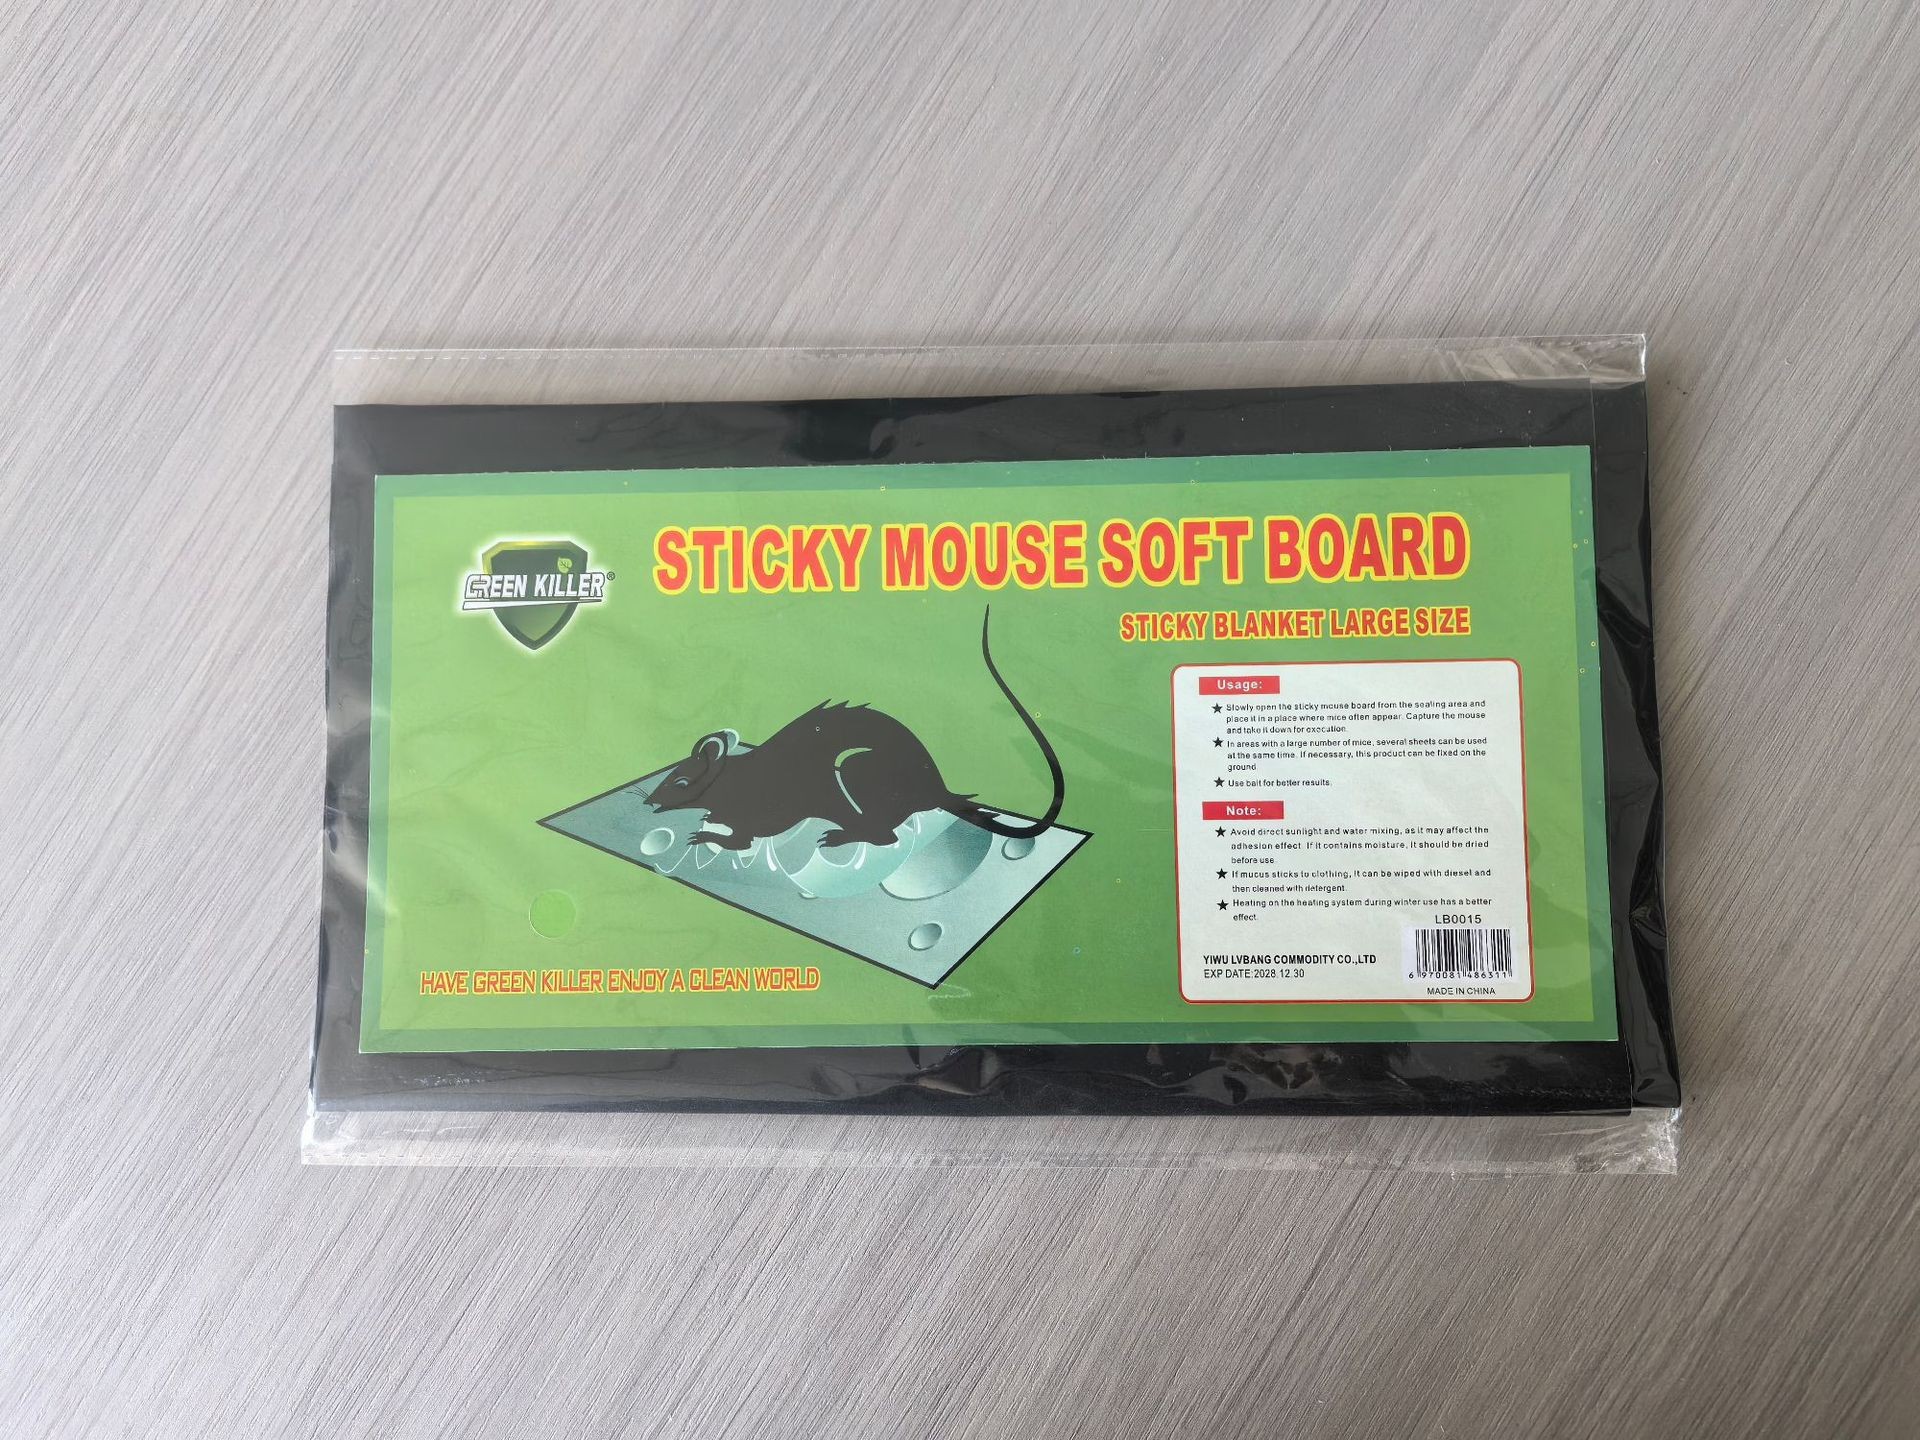 GREEN KILLER®
STICKY MOUSE SOFT BOARD
STICKY BLANKET LARGE SIZE
Usage:
★ Slowly open the sticky mouse board from the sealing area and
place it in a place where mice often appear. Capture the mouse
and take it down for execution.
★ In areas with a large number of mice, several sheets can be used
at the same time. If necessary, this product can be fixed on the
ground.
★ Use bait for better results.
Note:
★ Avoid direct sunlight and water mixing, as it may affect the
adhesion effect. If it contains moisture, it should be dried
before use.
★ If mucus sticks to clothing, it can be wiped with diesel and
then cleaned with detergent.
★ Heating on the heating system during winter use has a better
effect.
LB0015
YIWU LVBANG COMMODITY CO.,LTD
EXP DATE:2028.12.30
6 970081 486311
MADE IN CHINA
HAVE GREEN KILLER ENJOY A CLEAN WORLD